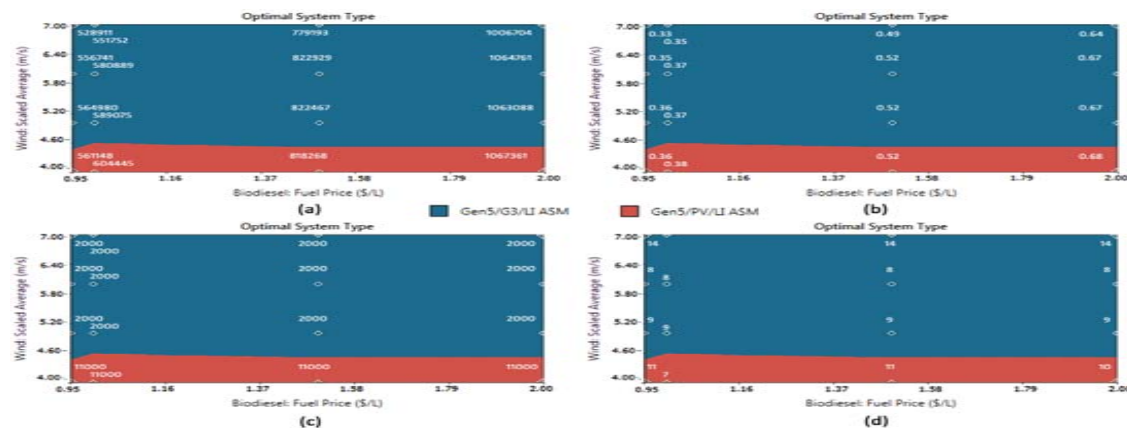 Optimal System Type
Wind: Scaled Average (m/s)
7.00
6.40
5.80
5.20
4.60
4.00
528911 779193 1006704
551752
556741 822929 1064761
580889
564980 822467 1063088
589075
561148 818268 1067361
604445
0.95 1.16 1.37 1.58 1.79 2.00
Biodiesel: Fuel Price ($/L)
(a)
Optimal System Type
Wind: Scaled Average (m/s)
7.00
6.40
5.80
5.20
4.60
4.00
0.33 0.49 0.64
0.35
0.35 0.52 0.67
0.37
0.36 0.52 0.67
0.37
0.36 0.52 0.68
0.38
0.95 1.16 1.37 1.58 1.79 2.00
Biodiesel: Fuel Price ($/L)
(b)
Gen5/G3/LI ASM
Gen5/PV/LI ASM
Optimal System Type
Wind: Scaled Average (m/s)
7.00
6.40
5.80
5.20
4.60
4.00
2000 2000 2000
2000
2000 2000 2000
2000
2000 2000 2000
2000
11000 11000 11000
11000
0.95 1.16 1.37 1.58 1.79 2.00
Biodiesel: Fuel Price ($/L)
(c)
Optimal System Type
Wind: Scaled Average (m/s)
7.00
6.40
5.80
5.20
4.60
4.00
14 14 14
8 8 8
8
9 9 9
9
11 11 10
7
0.95 1.16 1.37 1.58 1.79 2.00
Biodiesel: Fuel Price ($/L)
(d)